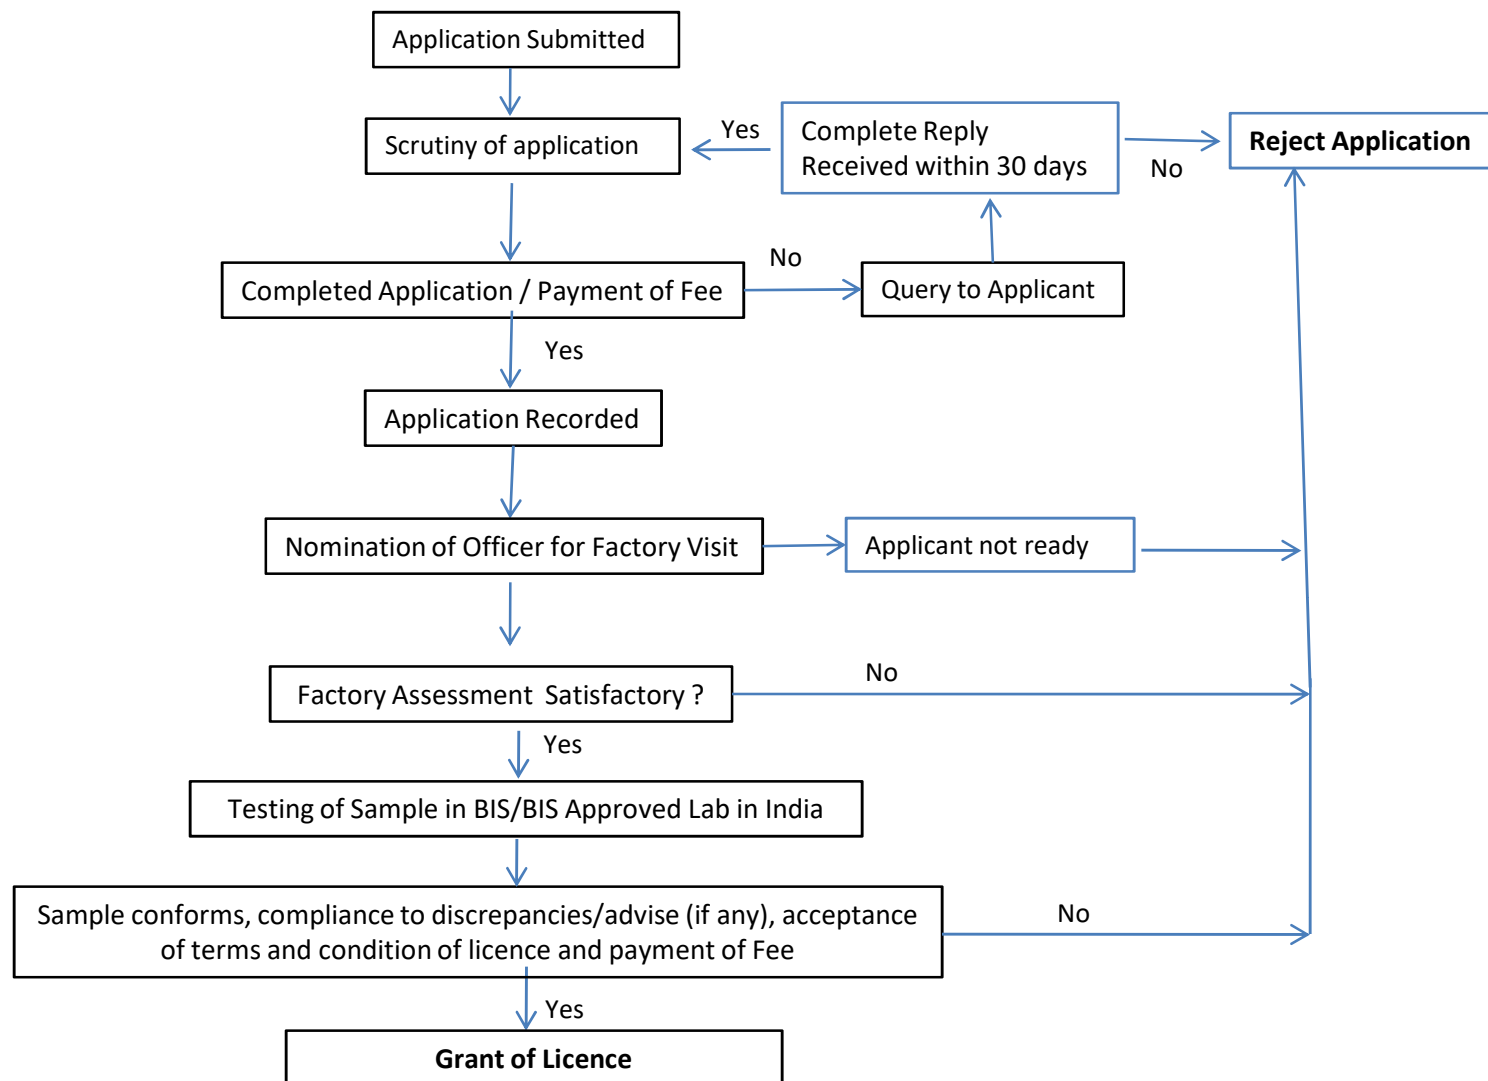 Application Submitted
Scrutiny of application
Yes
Complete Reply
Received within 30 days
No
Reject Application
Completed Application / Payment of Fee
No
Query to Applicant
Yes
Application Recorded
Nomination of Officer for Factory Visit
Applicant not ready
Factory Assessment Satisfactory ?
No
Yes
Testing of Sample in BIS/BIS Approved Lab in India
Sample conforms, compliance to discrepancies/advise (if any), acceptance
of terms and condition of licence and payment of Fee
No
Yes
Grant of Licence